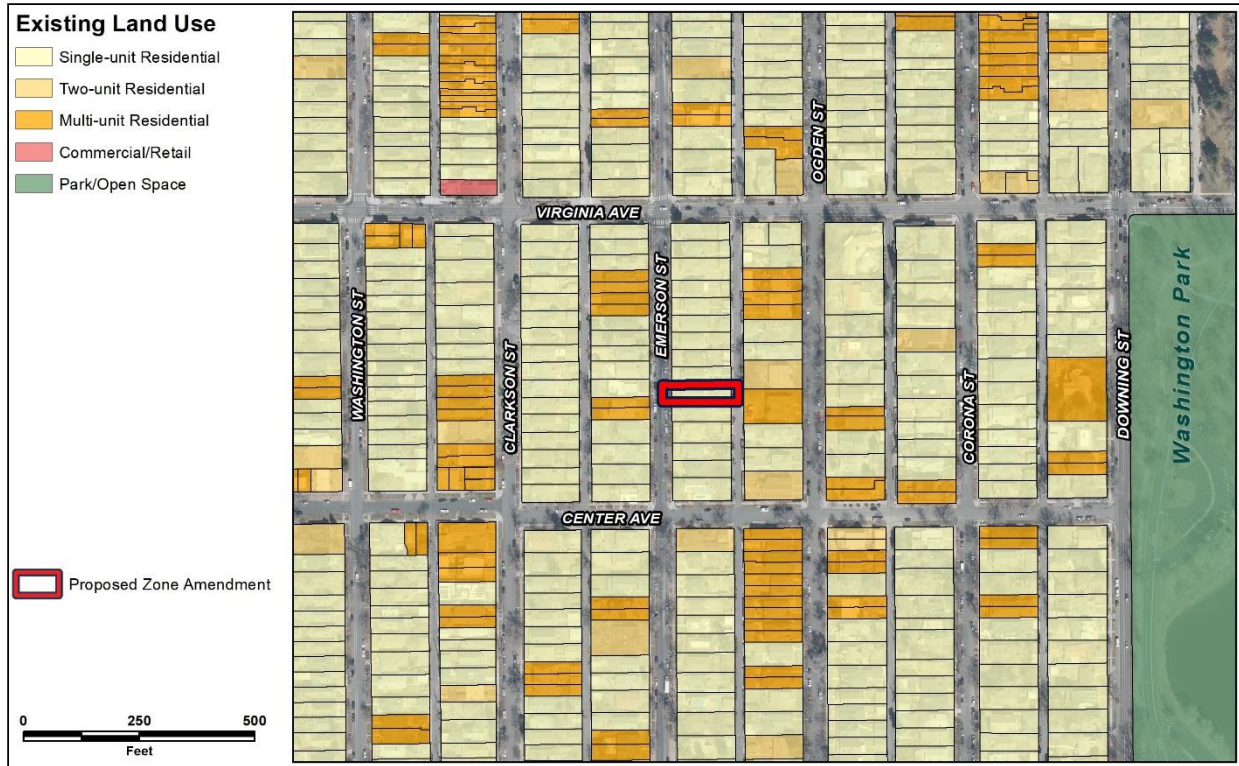 Existing Land Use
Single-unit Residential
Two-unit Residential
Multi-unit Residential
Commercial/Retail
Park/Open Space
Proposed Zone Amendment
0 250 500
Feet
VIRGINIA AVE
CENTER AVE
WASHINGTON ST
CLARKSON ST
EMERSON ST
OGDEN ST
CORONA ST
DOWNING ST
Washington Park